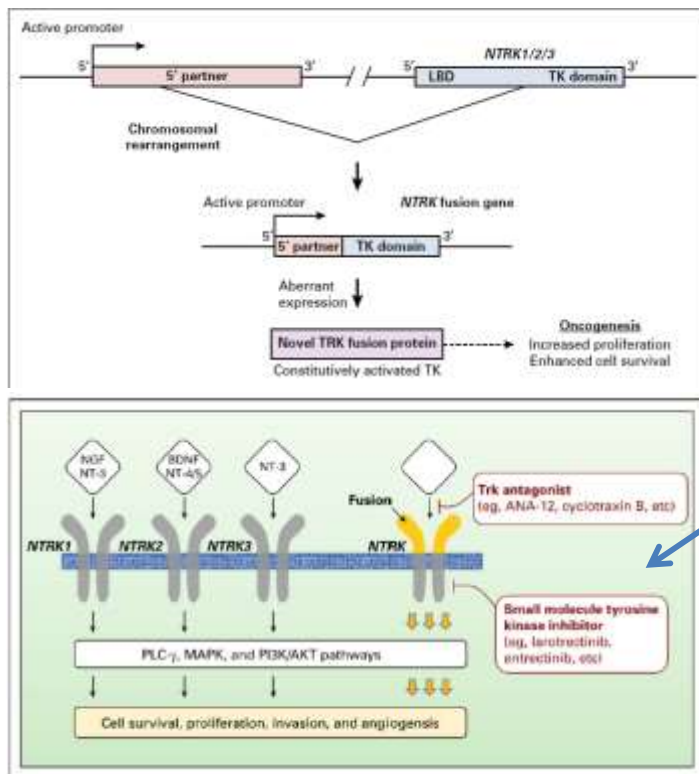 Active promoter
5' 3' NTRK1/2/3 5' 3'
5' partner LBD TK domain
Chromosomal
rearrangement
Active promoter NTRK fusion gene
5' 3'
5' partner TK domain
Aberrant
expression
Novel TRK fusion protein
Constitutively activated TK
Oncogenesis
Increased proliferation
Enhanced cell survival
NGF
NT-3
BDNF
NT-4/5
NT-3
Fusion
Trk antagonist
(eg, ANA-12, cyclotraxin B, etc)
NTRK1 NTRK2 NTRK3 NTRK
Small molecule tyrosine
kinase inhibitor
(eg, larotrectinib,
entrectinib, etc)
PLC-γ, MAPK, and PI3K/AKT pathways
Cell survival, proliferation, invasion, and angiogensis